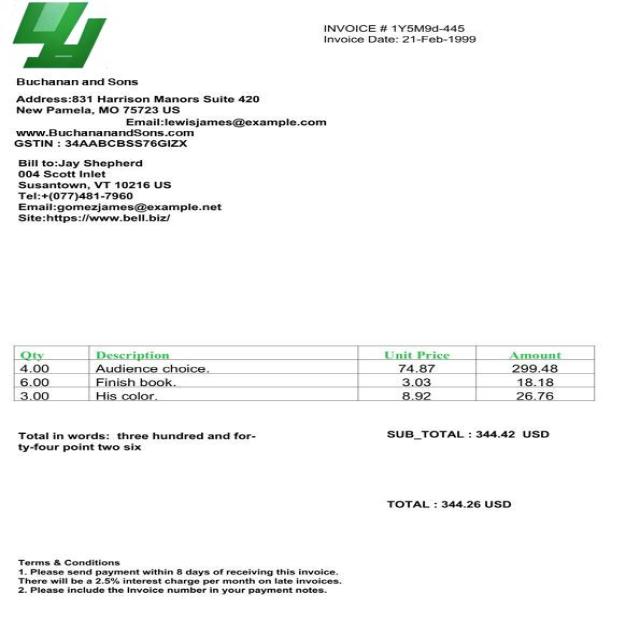 INVOICE # 1Y5M9d-445
Invoice Date: 21-Feb-1999
Buchanan and Sons
Address:831 Harrison Manors Suite 420
New Pamela, MO 75723 US
Email:lewisjames@example.com
www.BuchananandSons.com
GSTIN : 34AABCBSS76GIZX
Bill to:Jay Shepherd
004 Scott Inlet
Susantown, VT 10216 US
Tel:+(077)481-7960
Email:gomezjames@example.net
Site:https://www.bell.biz/
Qty Description Unit Price Amount
4.00 Audience choice. 74.87 299.48
6.00 Finish book. 3.03 18.18
3.00 His color. 8.92 26.76
Total in words: three hundred and for-
ty-four point two six
SUB_TOTAL : 344.42 USD
TOTAL : 344.26 USD
Terms & Conditions
1. Please send payment within 8 days of receiving this invoice.
There will be a 2.5% interest charge per month on late invoices.
2. Please include the Invoice number in your payment notes.